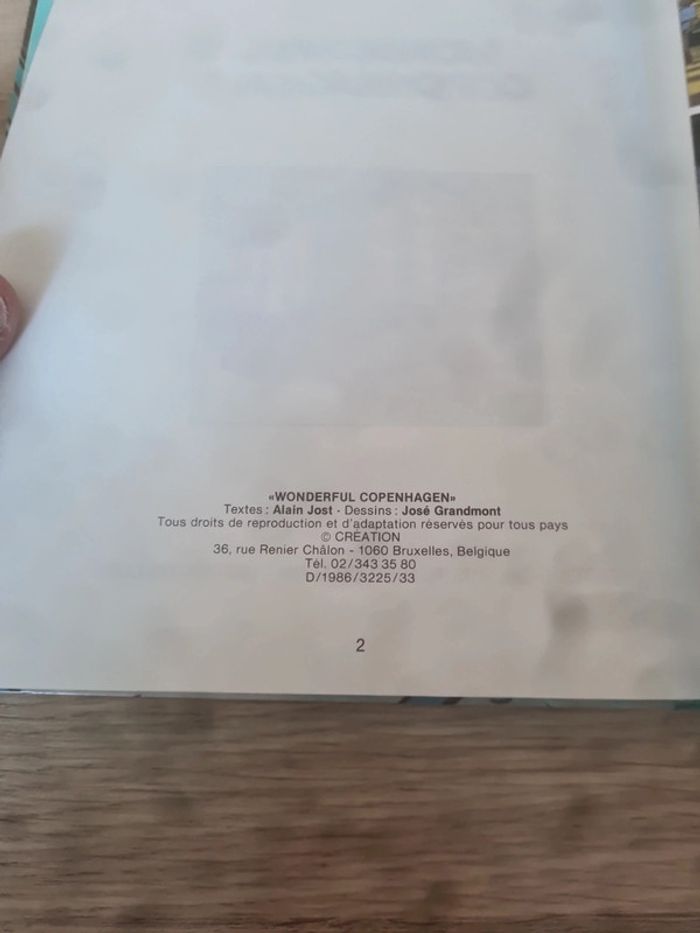 «WONDERFUL COPENHAGEN»
Textes : Alain Jost - Dessins : José Grandmont
Tous droits de reproduction et d'adaptation réservés pour tous pays
© CRÉATION
36, rue Renier Châlon - 1060 Bruxelles, Belgique
Tél. 02/343 35 80
D/1986/3225/33
2